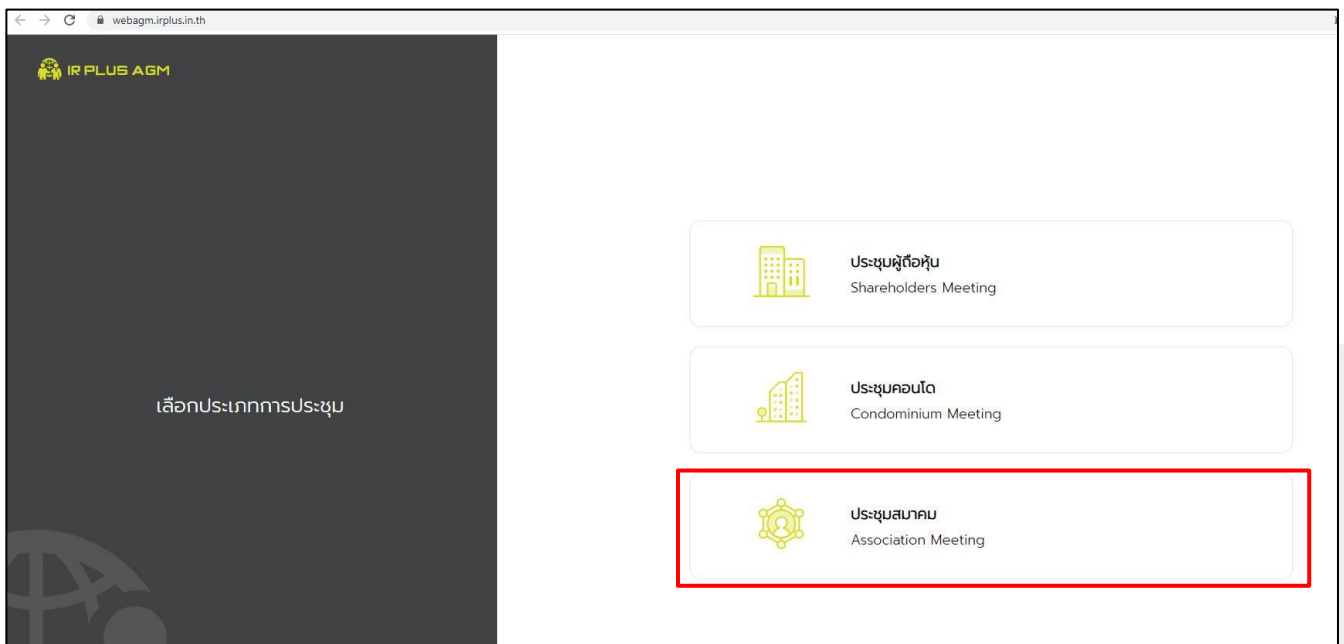 webagm.irplus.in.th
IR PLUS AGM
เลือกประเภทการประชุม
ประชุมผู้ถือหุ้น
Shareholders Meeting
ประชุมคอนโด
Condominium Meeting
ประชุมสมาคม
Association Meeting